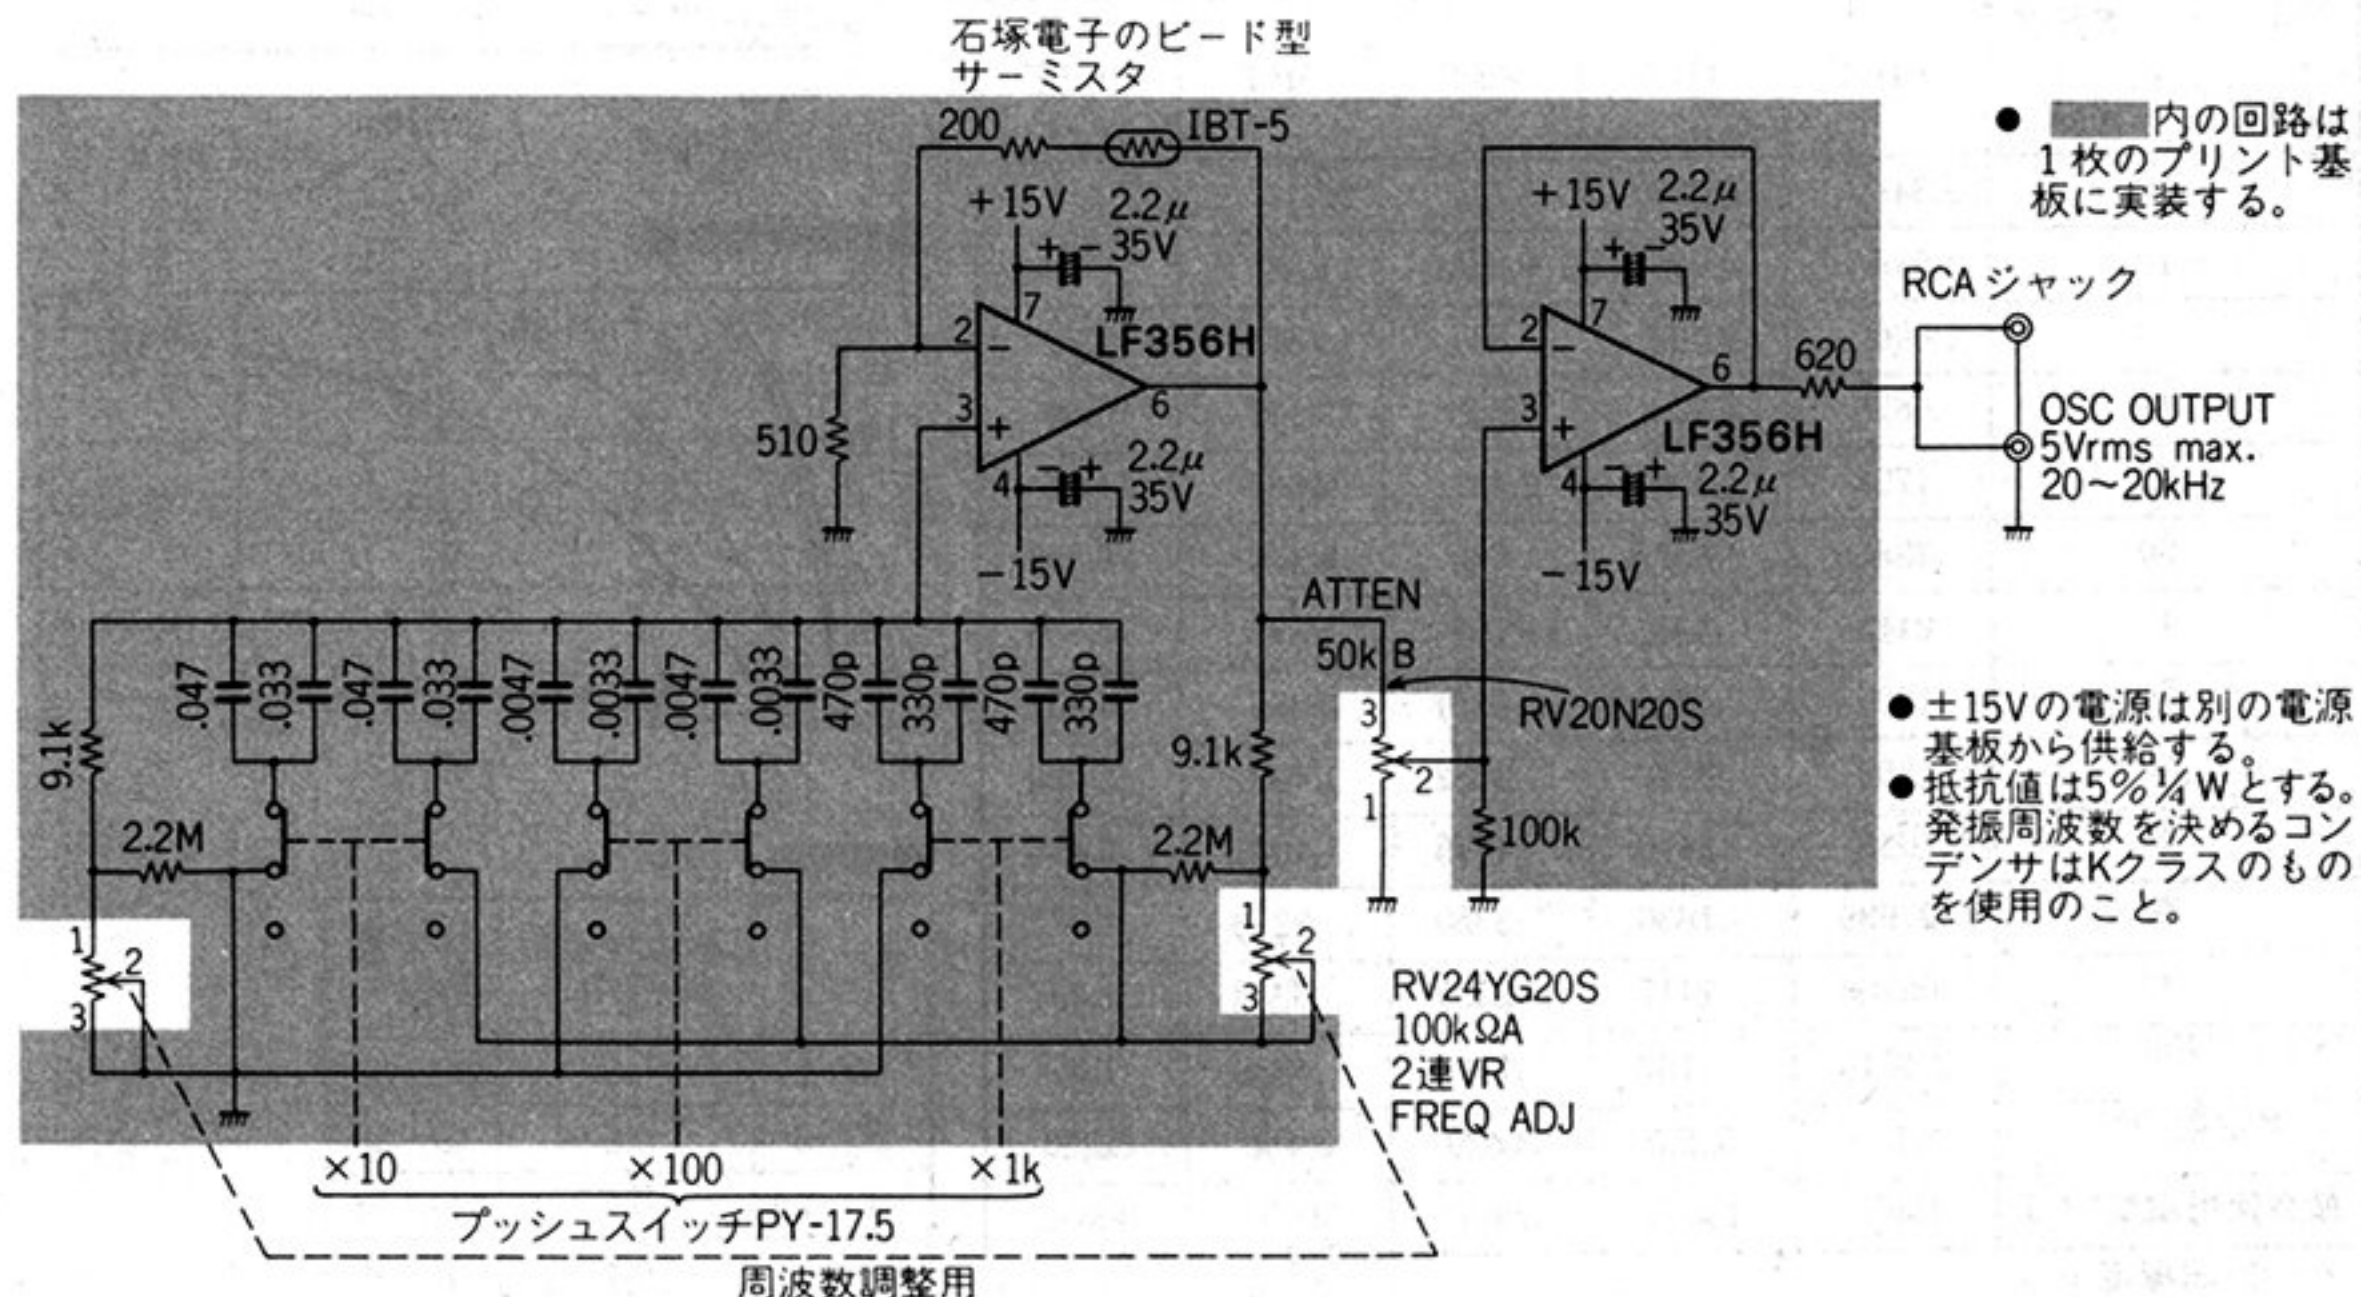 石塚電子のビード型
サーミスタ
200
IBT-5
+15V
2.2μ
35V
+
-
7
2
-
LF356H
3
+
6
510
4
-
+
2.2μ
35V
-15V
+15V
2.2μ
35V
+
-
7
2
-
6
620
3
+
LF356H
4
-
+
2.2μ
35V
-15V
● 内の回路は
1枚のプリント基
板に実装する。
RCAジャック
OSC OUTPUT
5Vrms max.
20~20kHz
ATTEN
50k B
RV20N20S
3
2
1
100k
.047
.033
.047
.033
.0047
.0033
.0047
.0033
470p
330p
470p
330p
9.1k
9.1k
2.2M
2.2M
1
2
3
1
2
3
RV24YG20S
100kΩA
2連VR
FREQ ADJ
●±15Vの電源は別の電源
基板から供給する。
●抵抗値は5%¼Wとする。
発振周波数を決めるコン
デンサはKクラスのもの
を使用のこと。
×10
×100
×1k
プッシュスイッチPY-17.5
周波数調整用